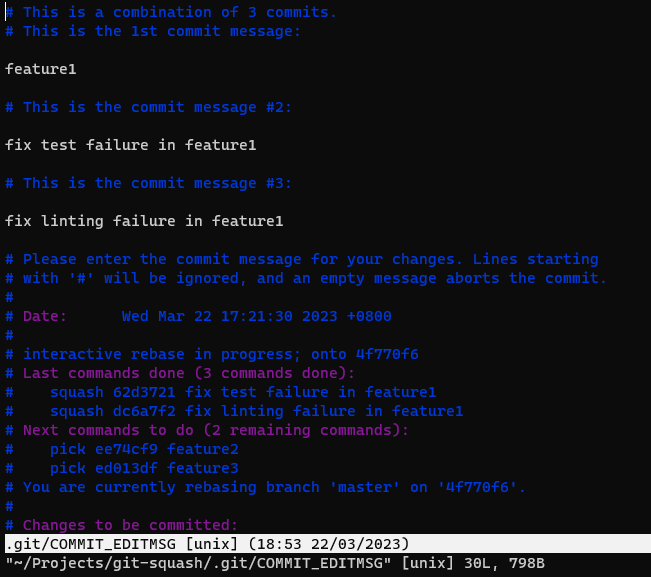 # This is a combination of 3 commits.
# This is the 1st commit message:
feature1
# This is the commit message #2:
fix test failure in feature1
# This is the commit message #3:
fix linting failure in feature1
# Please enter the commit message for your changes. Lines starting
# with '#' will be ignored, and an empty message aborts the commit.
#
# Date:      Wed Mar 22 17:21:30 2023 +0800
#
# interactive rebase in progress; onto 4f770f6
# Last commands done (3 commands done):
#    squash 62d3721 fix test failure in feature1
#    squash dc6a7f2 fix linting failure in feature1
# Next commands to do (2 remaining commands):
#    pick ee74cf9 feature2
#    pick ed013df feature3
# You are currently rebasing branch 'master' on '4f770f6'.
#
# Changes to be committed:
.git/COMMIT_EDITMSG [unix] (18:53 22/03/2023)
"~/Projects/git-squash/.git/COMMIT_EDITMSG" [unix] 30L, 798B